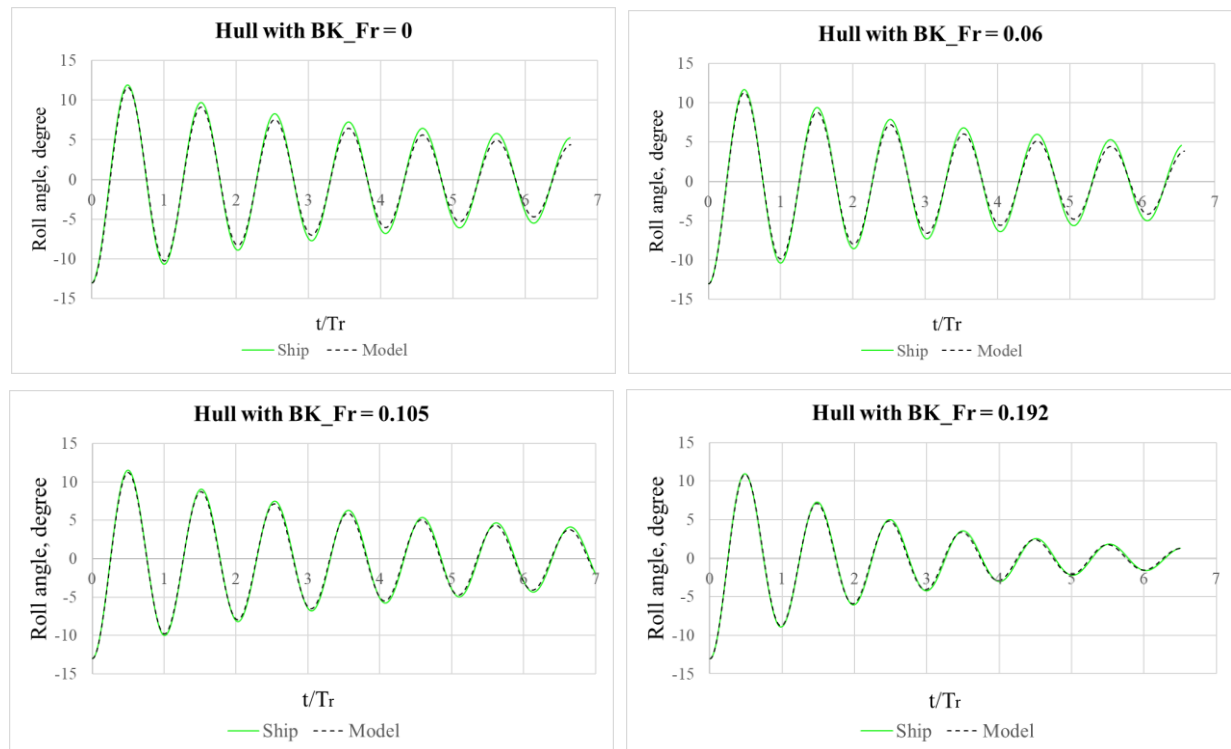 Hull with BK_Fr = 0
15
10
5
0
-5
-10
-15
0 1 2 3 4 5 6 7
Roll angle, degree
t/Tr
Ship Model
Hull with BK_Fr = 0.06
15
10
5
0
-5
-10
-15
0 1 2 3 4 5 6 7
Roll angle, degree
t/Tr
Ship Model
Hull with BK_Fr = 0.105
15
10
5
0
-5
-10
-15
0 1 2 3 4 5 6 7
Roll angle, degree
t/Tr
Ship Model
Hull with BK_Fr = 0.192
15
10
5
0
-5
-10
-15
0 1 2 3 4 5 6 7
Roll angle, degree
t/Tr
Ship Model